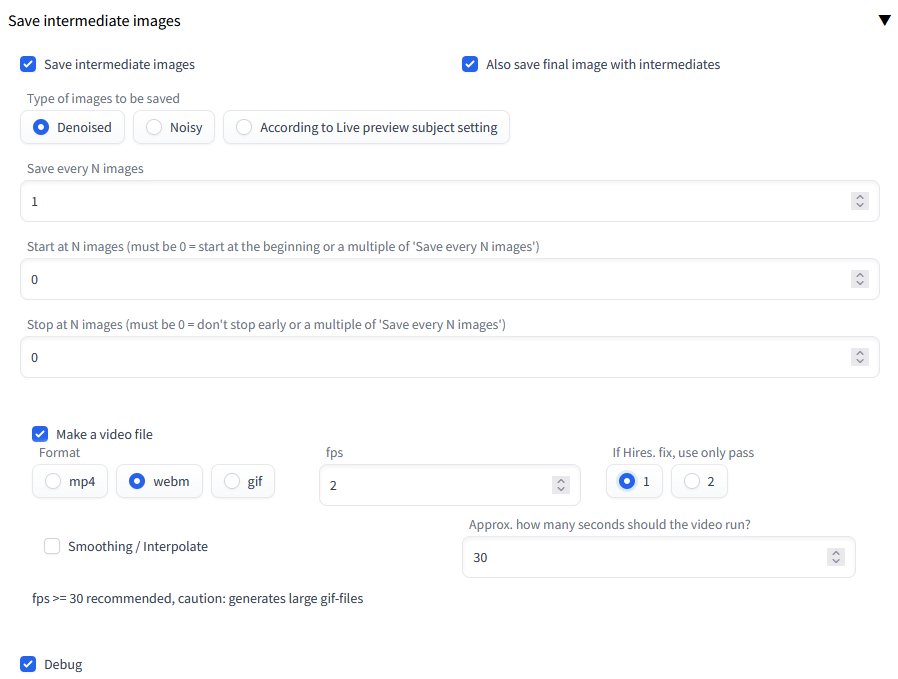 Save intermediate images ▼
Save intermediate images Also save final image with intermediates
Type of images to be saved
Denoised Noisy According to Live preview subject setting
Save every N images
1
Start at N images (must be 0 = start at the beginning or a multiple of 'Save every N images')
0
Stop at N images (must be 0 = don't stop early or a multiple of 'Save every N images')
0
Make a video file
Format fps If Hires. fix, use only pass
mp4 webm gif 2 1 2
Approx. how many seconds should the video run?
Smoothing / Interpolate
30
fps >= 30 recommended, caution: generates large gif-files
Debug